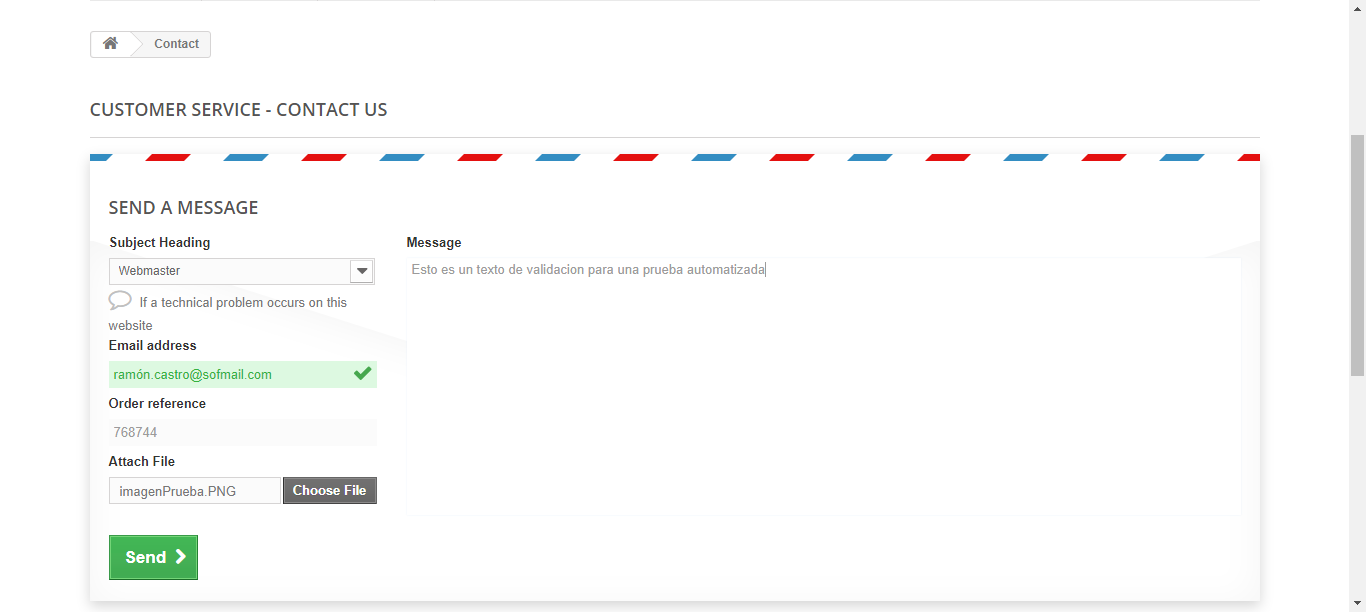 Contact
CUSTOMER SERVICE - CONTACT US
SEND A MESSAGE
Subject Heading
Webmaster
If a technical problem occurs on this
website
Email address
ramón.castro@sofmail.com
Order reference
768744
Attach File
imagenPrueba.PNG
Choose File
Send
Message
Esto es un texto de validacion para una prueba automatizada